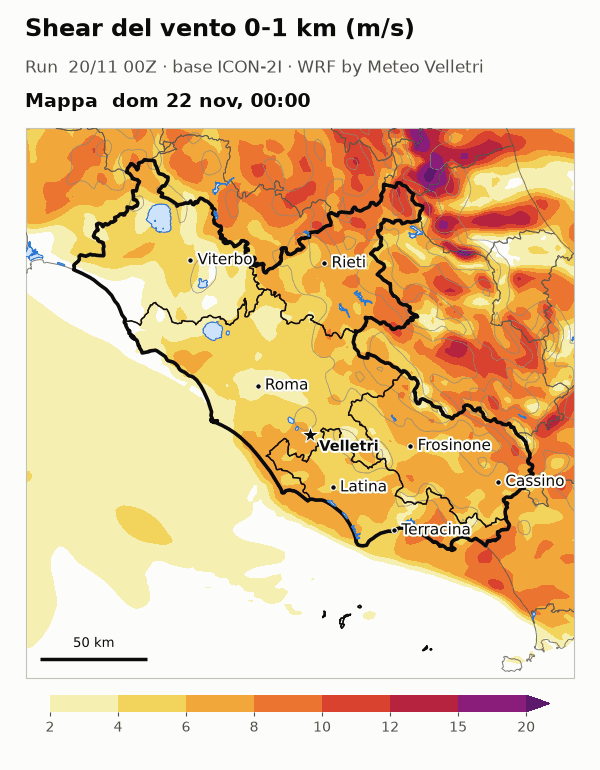 Shear del vento 0-1 km (m/s)
Run  20/11 00Z · base ICON-2I · WRF by Meteo Velletri
Mappa  dom 22 nov, 00:00
Viterbo
Rieti
Roma
Velletri
Frosinone
Latina
Cassino
Terracina
50 km
2 4 6 8 10 12 15 20